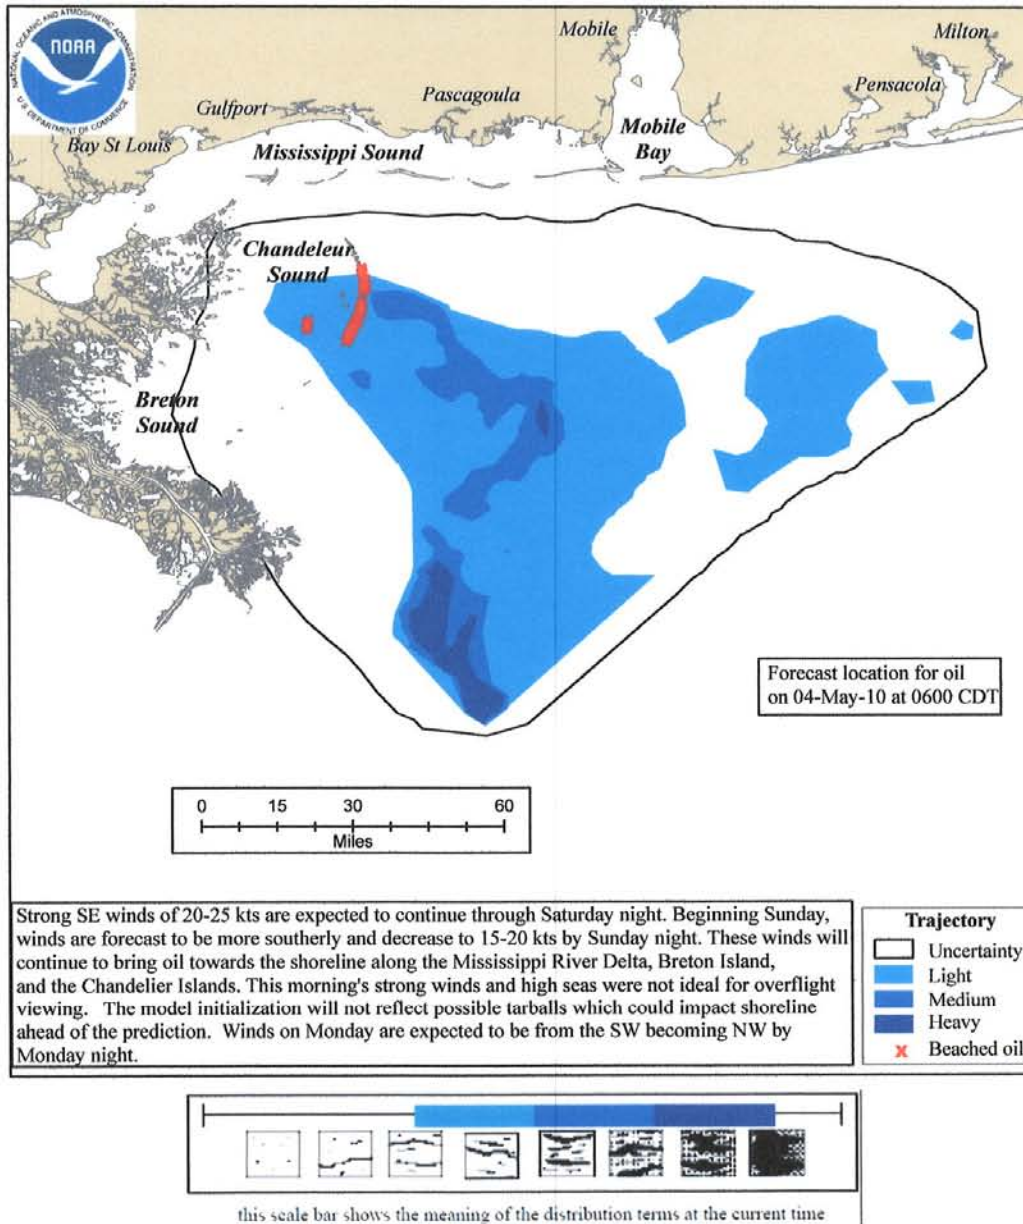 NATIONAL OCEANIC AND ATMOSPHERIC ADMINISTRATION
U.S. DEPARTMENT OF COMMERCE
NOAA
Mobile
Milton
Pensacola
Pascagoula
Gulfport
Mobile
Bay
Bay St Louis
Mississippi Sound
Chandeleur
Sound
Breton
Sound
Forecast location for oil
on 04-May-10 at 0600 CDT
0 15 30 60
Miles
Strong SE winds of 20-25 kts are expected to continue through Saturday night. Beginning Sunday,
winds are forecast to be more southerly and decrease to 15-20 kts by Sunday night. These winds will
continue to bring oil towards the shoreline along the Mississippi River Delta, Breton Island,
and the Chandelier Islands. This morning's strong winds and high seas were not ideal for overflight
viewing. The model initialization will not reflect possible tarballs which could impact shoreline
ahead of the prediction. Winds on Monday are expected to be from the SW becoming NW by
Monday night.
Trajectory
Uncertainty
Light
Medium
Heavy
x Beached oil
this scale bar shows the meaning of the distribution terms at the current time